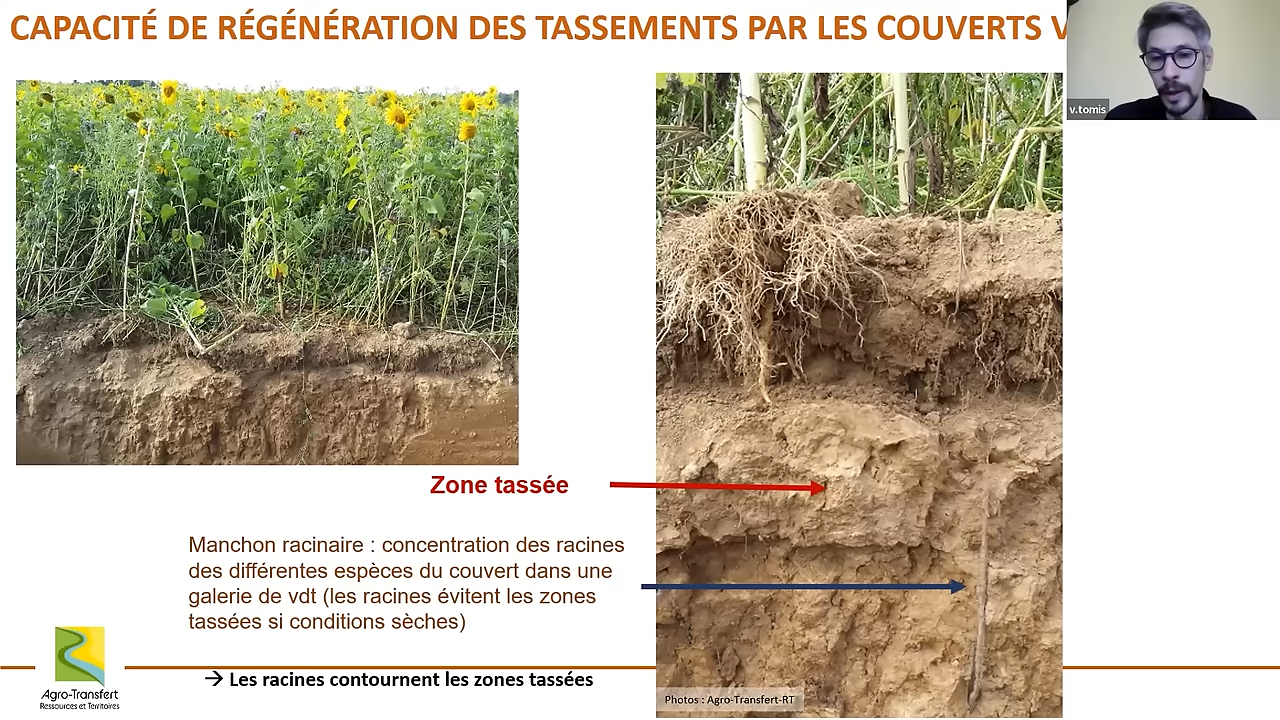 CAPACITÉ DE RÉGÉNÉRATION DES TASSEMENTS PAR LES COUVERTS
v.tomis
Zone tassée
Manchon racinaire : concentration des racines
des différentes espèces du couvert dans une
galerie de vdt (les racines évitent les zones
tassées si conditions sèches)
→ Les racines contournent les zones tassées
Agro-Transfert
Ressources et Territoires
Photos : Agro-Transfert-RT